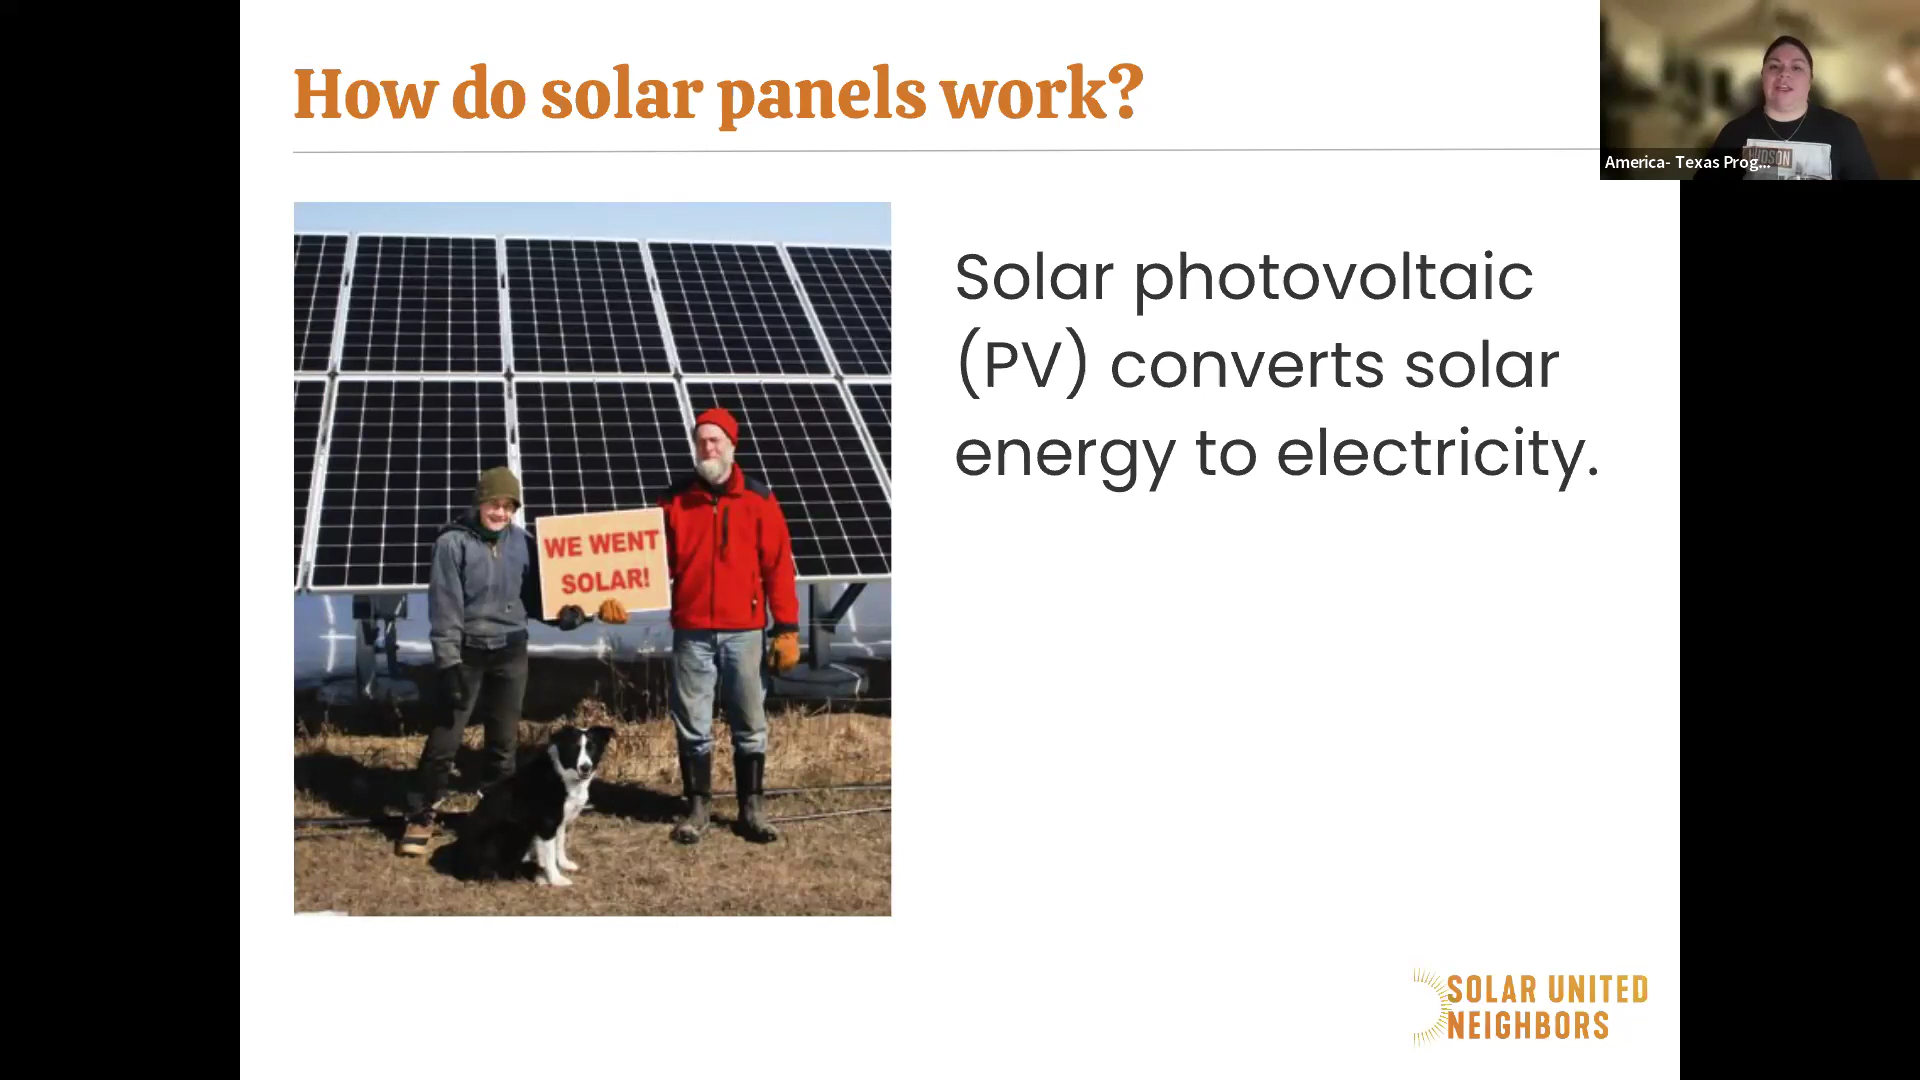 How do solar panels work?
America- Texas Prog...
HUDSON
Solar photovoltaic
(PV) converts solar
energy to electricity.
WE WENT
SOLAR!
SOLAR UNITED
NEIGHBORS